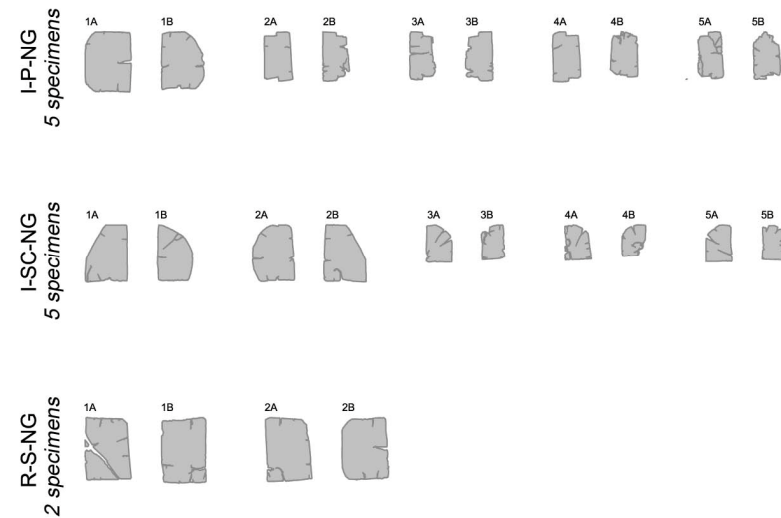 I-P-NG
5 specimens
1A 1B 2A 2B 3A 3B 4A 4B 5A 5B
I-SC-NG
5 specimens
1A 1B 2A 2B 3A 3B 4A 4B 5A 5B
R-S-NG
2 specimens
1A 1B 2A 2B